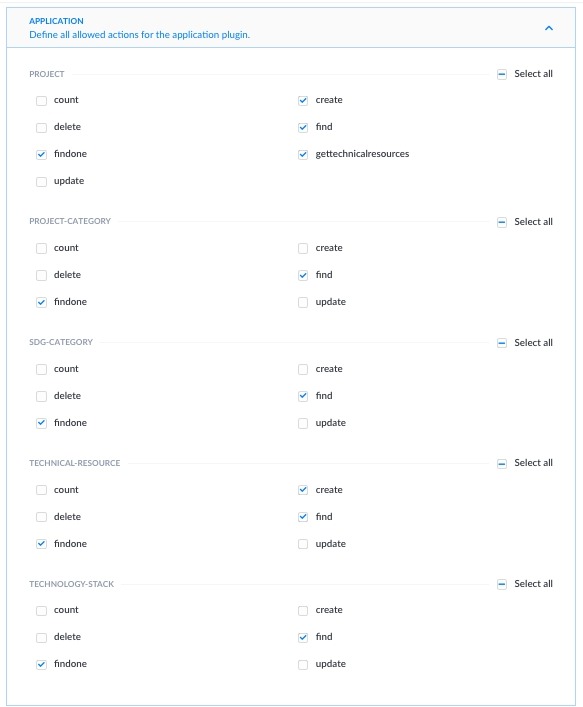 APPLICATION
Define all allowed actions for the application plugin.
PROJECT Select all
count create
delete find
findone gettechnicalresources
update
PROJECT-CATEGORY Select all
count create
delete find
findone update
SDG-CATEGORY Select all
count create
delete find
findone update
TECHNICAL-RESOURCE Select all
count create
delete find
findone update
TECHNOLOGY-STACK Select all
count create
delete find
findone update